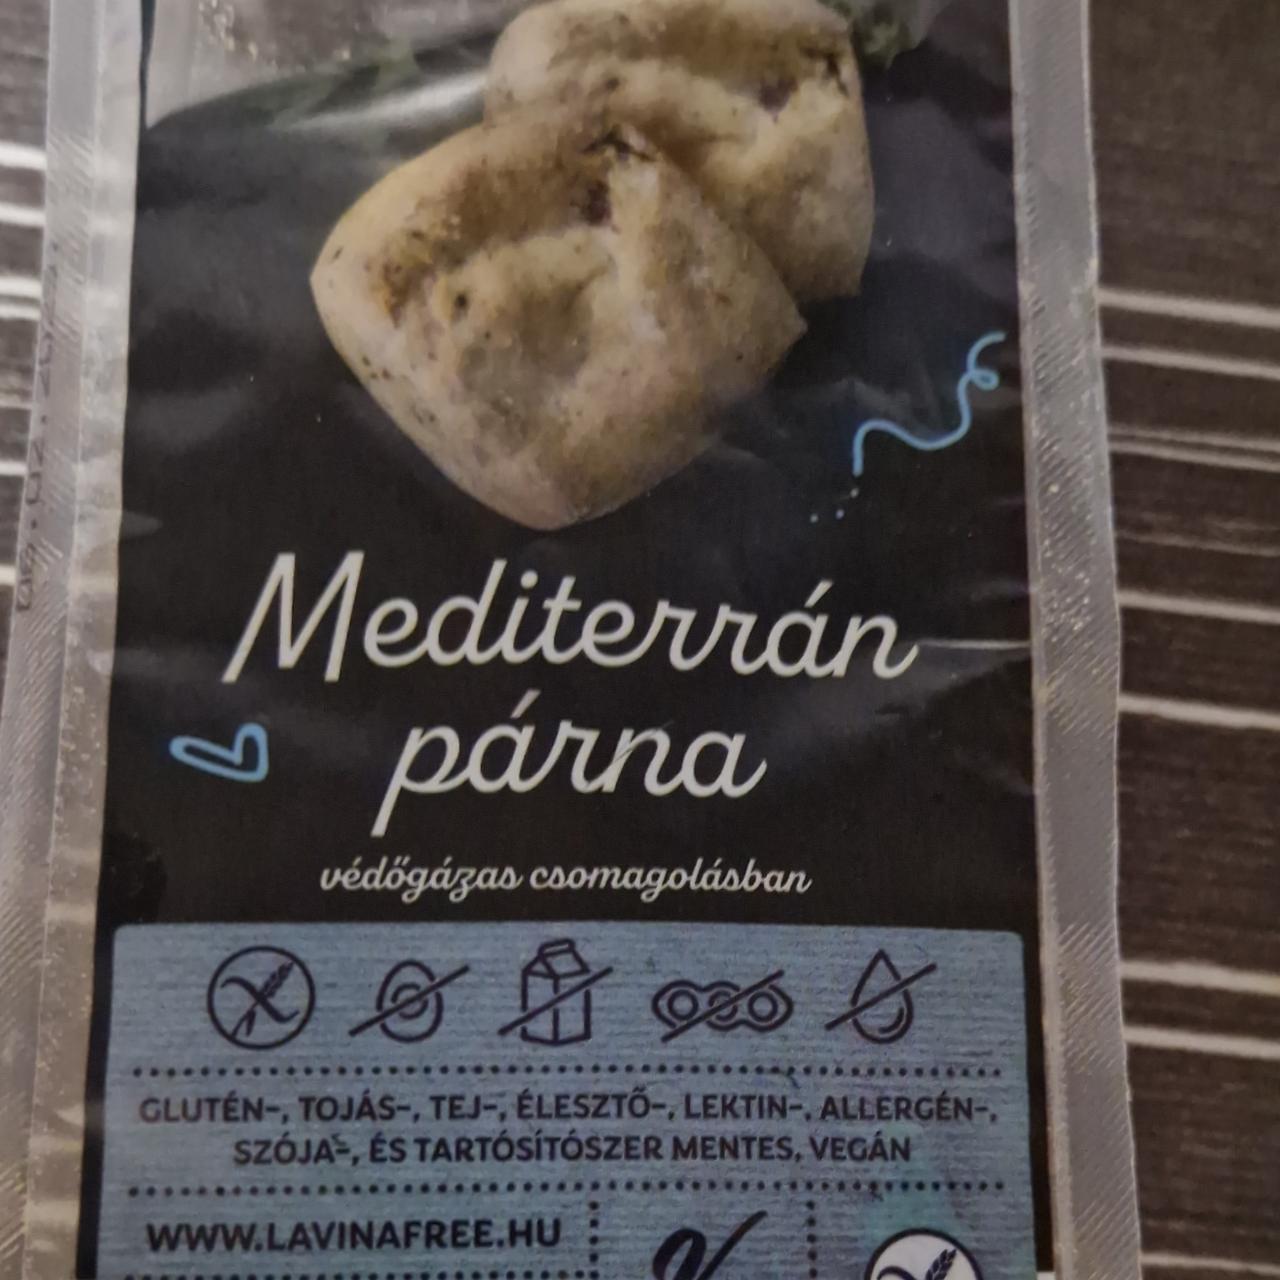 Mediterrán
párna
védőgázas csomagolásban
GLUTÉN-, TOJÁS-, TEJ-, ÉLESZTŐ-, LEKTIN-, ALLERGÉN-,
SZÓJA-, ÉS TARTÓSÍTÓSZER MENTES, VEGÁN
WWW.LAVINAFREE.HU